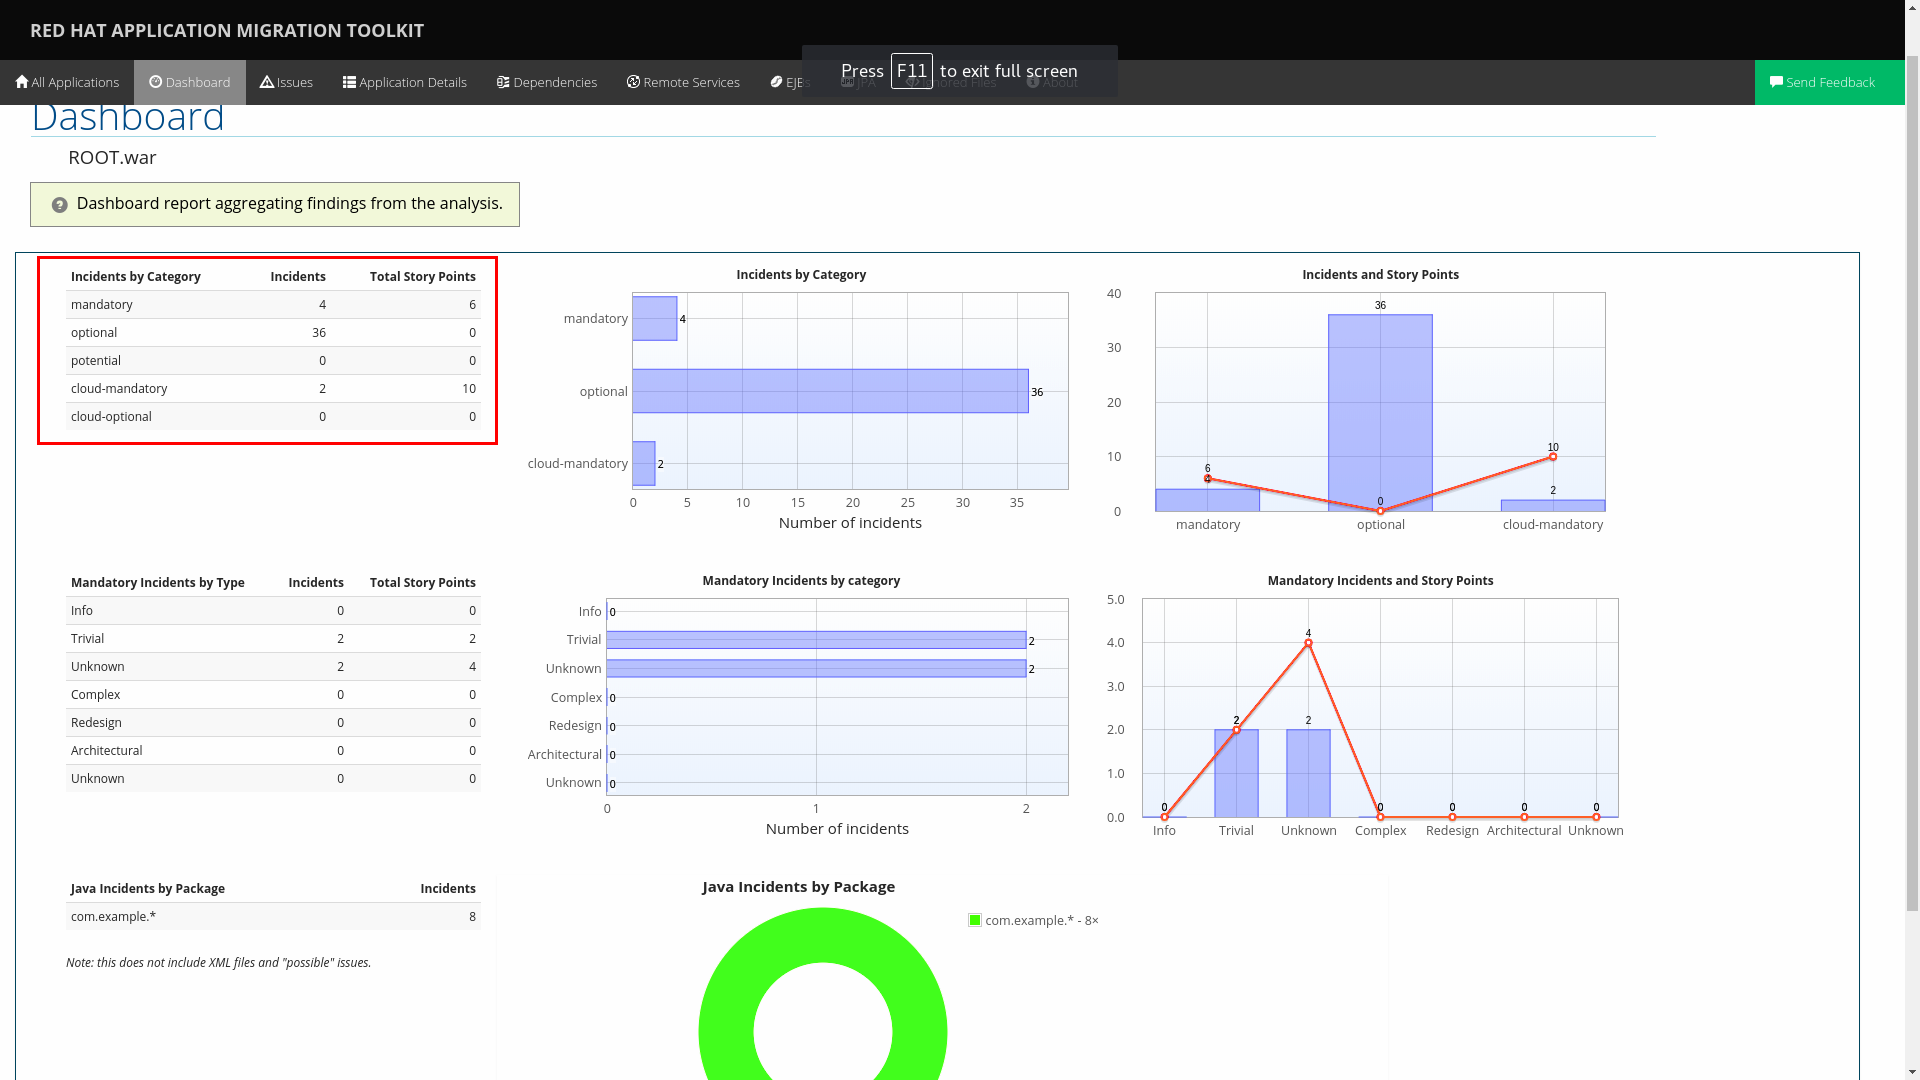 RED HAT APPLICATION MIGRATION TOOLKIT
Press F11 to exit full screen
All Applications Dashboard Issues Application Details Dependencies Remote Services EJBs JPA Ignored Files About Send Feedback
Dashboard
ROOT.war
Dashboard report aggregating findings from the analysis.
Incidents by Category Incidents Total Story Points
mandatory 4 6
optional 36 0
potential 0 0
cloud-mandatory 2 10
cloud-optional 0 0
Incidents by Category
mandatory 4
optional 36
cloud-mandatory 2
0 5 10 15 20 25 30 35
Number of incidents
Incidents and Story Points
40
36
30
20
10
10
6
4
0
2
0
mandatory optional cloud-mandatory
Mandatory Incidents by Type Incidents Total Story Points
Info 0 0
Trivial 2 2
Unknown 2 4
Complex 0 0
Redesign 0 0
Architectural 0 0
Unknown 0 0
Mandatory Incidents by category
Info 0
Trivial 2
Unknown 2
Complex 0
Redesign 0
Architectural 0
Unknown 0
0 1 2
Number of incidents
Mandatory Incidents and Story Points
5.0
4.0
4
3.0
2.0
2 2
1.0
0 0 0 0 0
0.0
Info Trivial Unknown Complex Redesign Architectural Unknown
Java Incidents by Package Incidents
com.example.* 8
Note: this does not include XML files and "possible" issues.
Java Incidents by Package
com.example.* - 8×